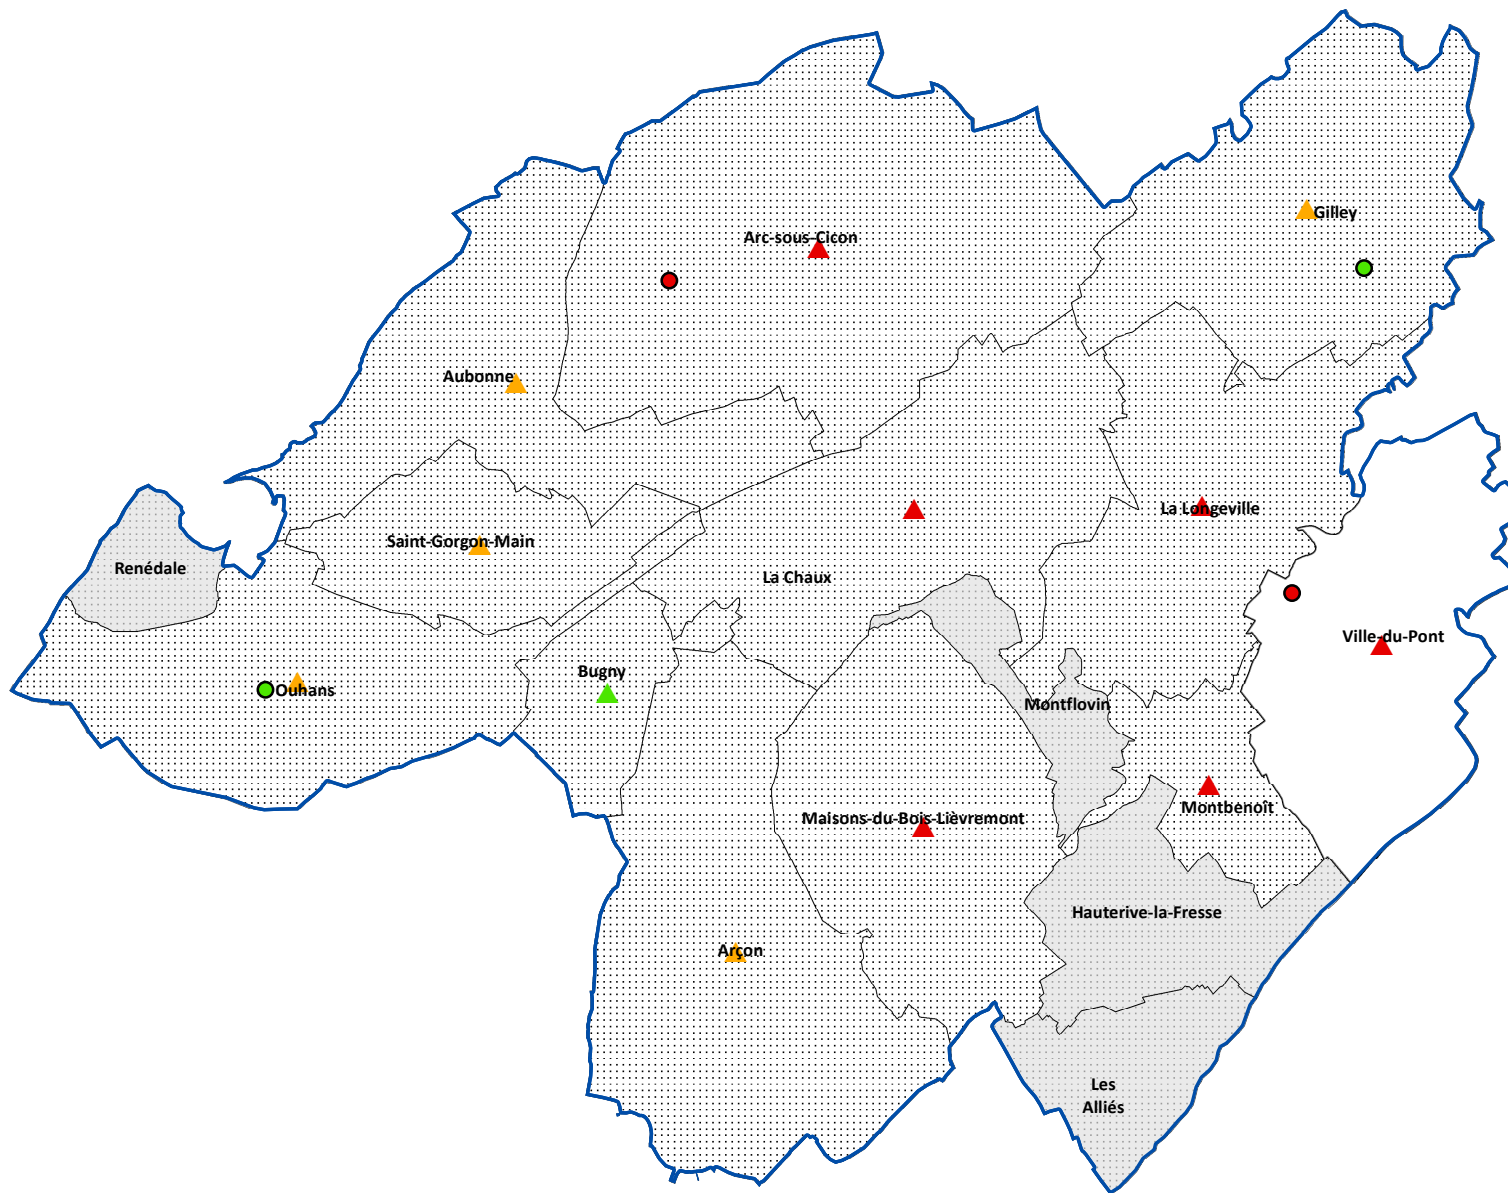 Gilley
Arc-sous-Cicon
Aubonne
La Longeville
Saint-Gorgon-Main
Renédale
La Chaux
Ville-du-Pont
Bugny
Ouhans
Montflovin
Montbenoît
Maisons-du-Bois-Lièvremont
Hauterive-la-Fresse
Arçon
Les
Alliés